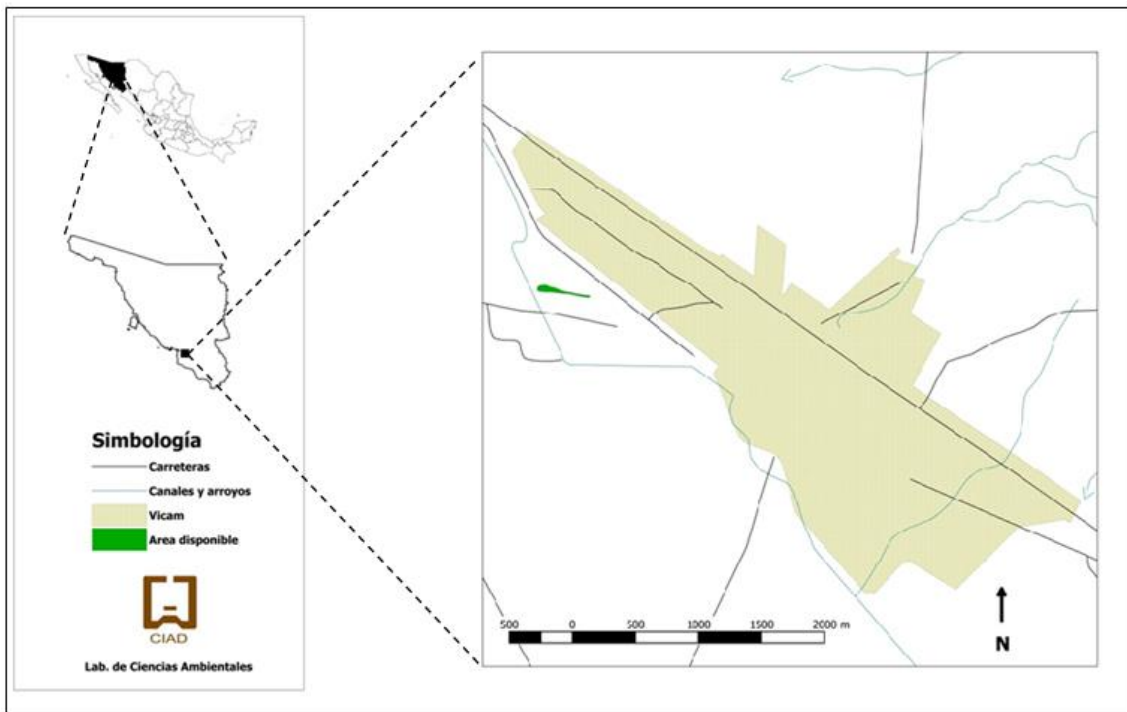 Simbología
Carreteras
Canales y arroyos
Vicam
Area disponible
CIAD
Lab. de Ciencias Ambientales
500 0 500 1000 1500 2000 m
N